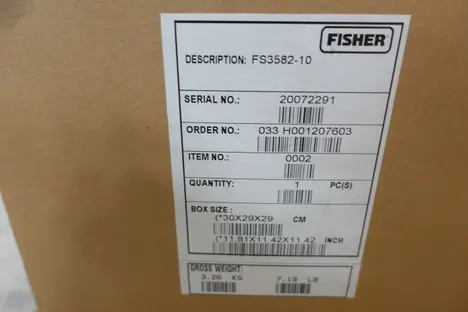 FISHER
DESCRIPTION: FS3582-10
SERIAL NO.: 20072291
ORDER NO.: 033 H001207603
ITEM NO.: 0002
QUANTITY: 1 PC(S)
BOX SIZE :
(*30X29X29 CM
(*11 81X11 42X11 42 INCH
GROSS WEIGHT:
3.26 KG 7.19 LB